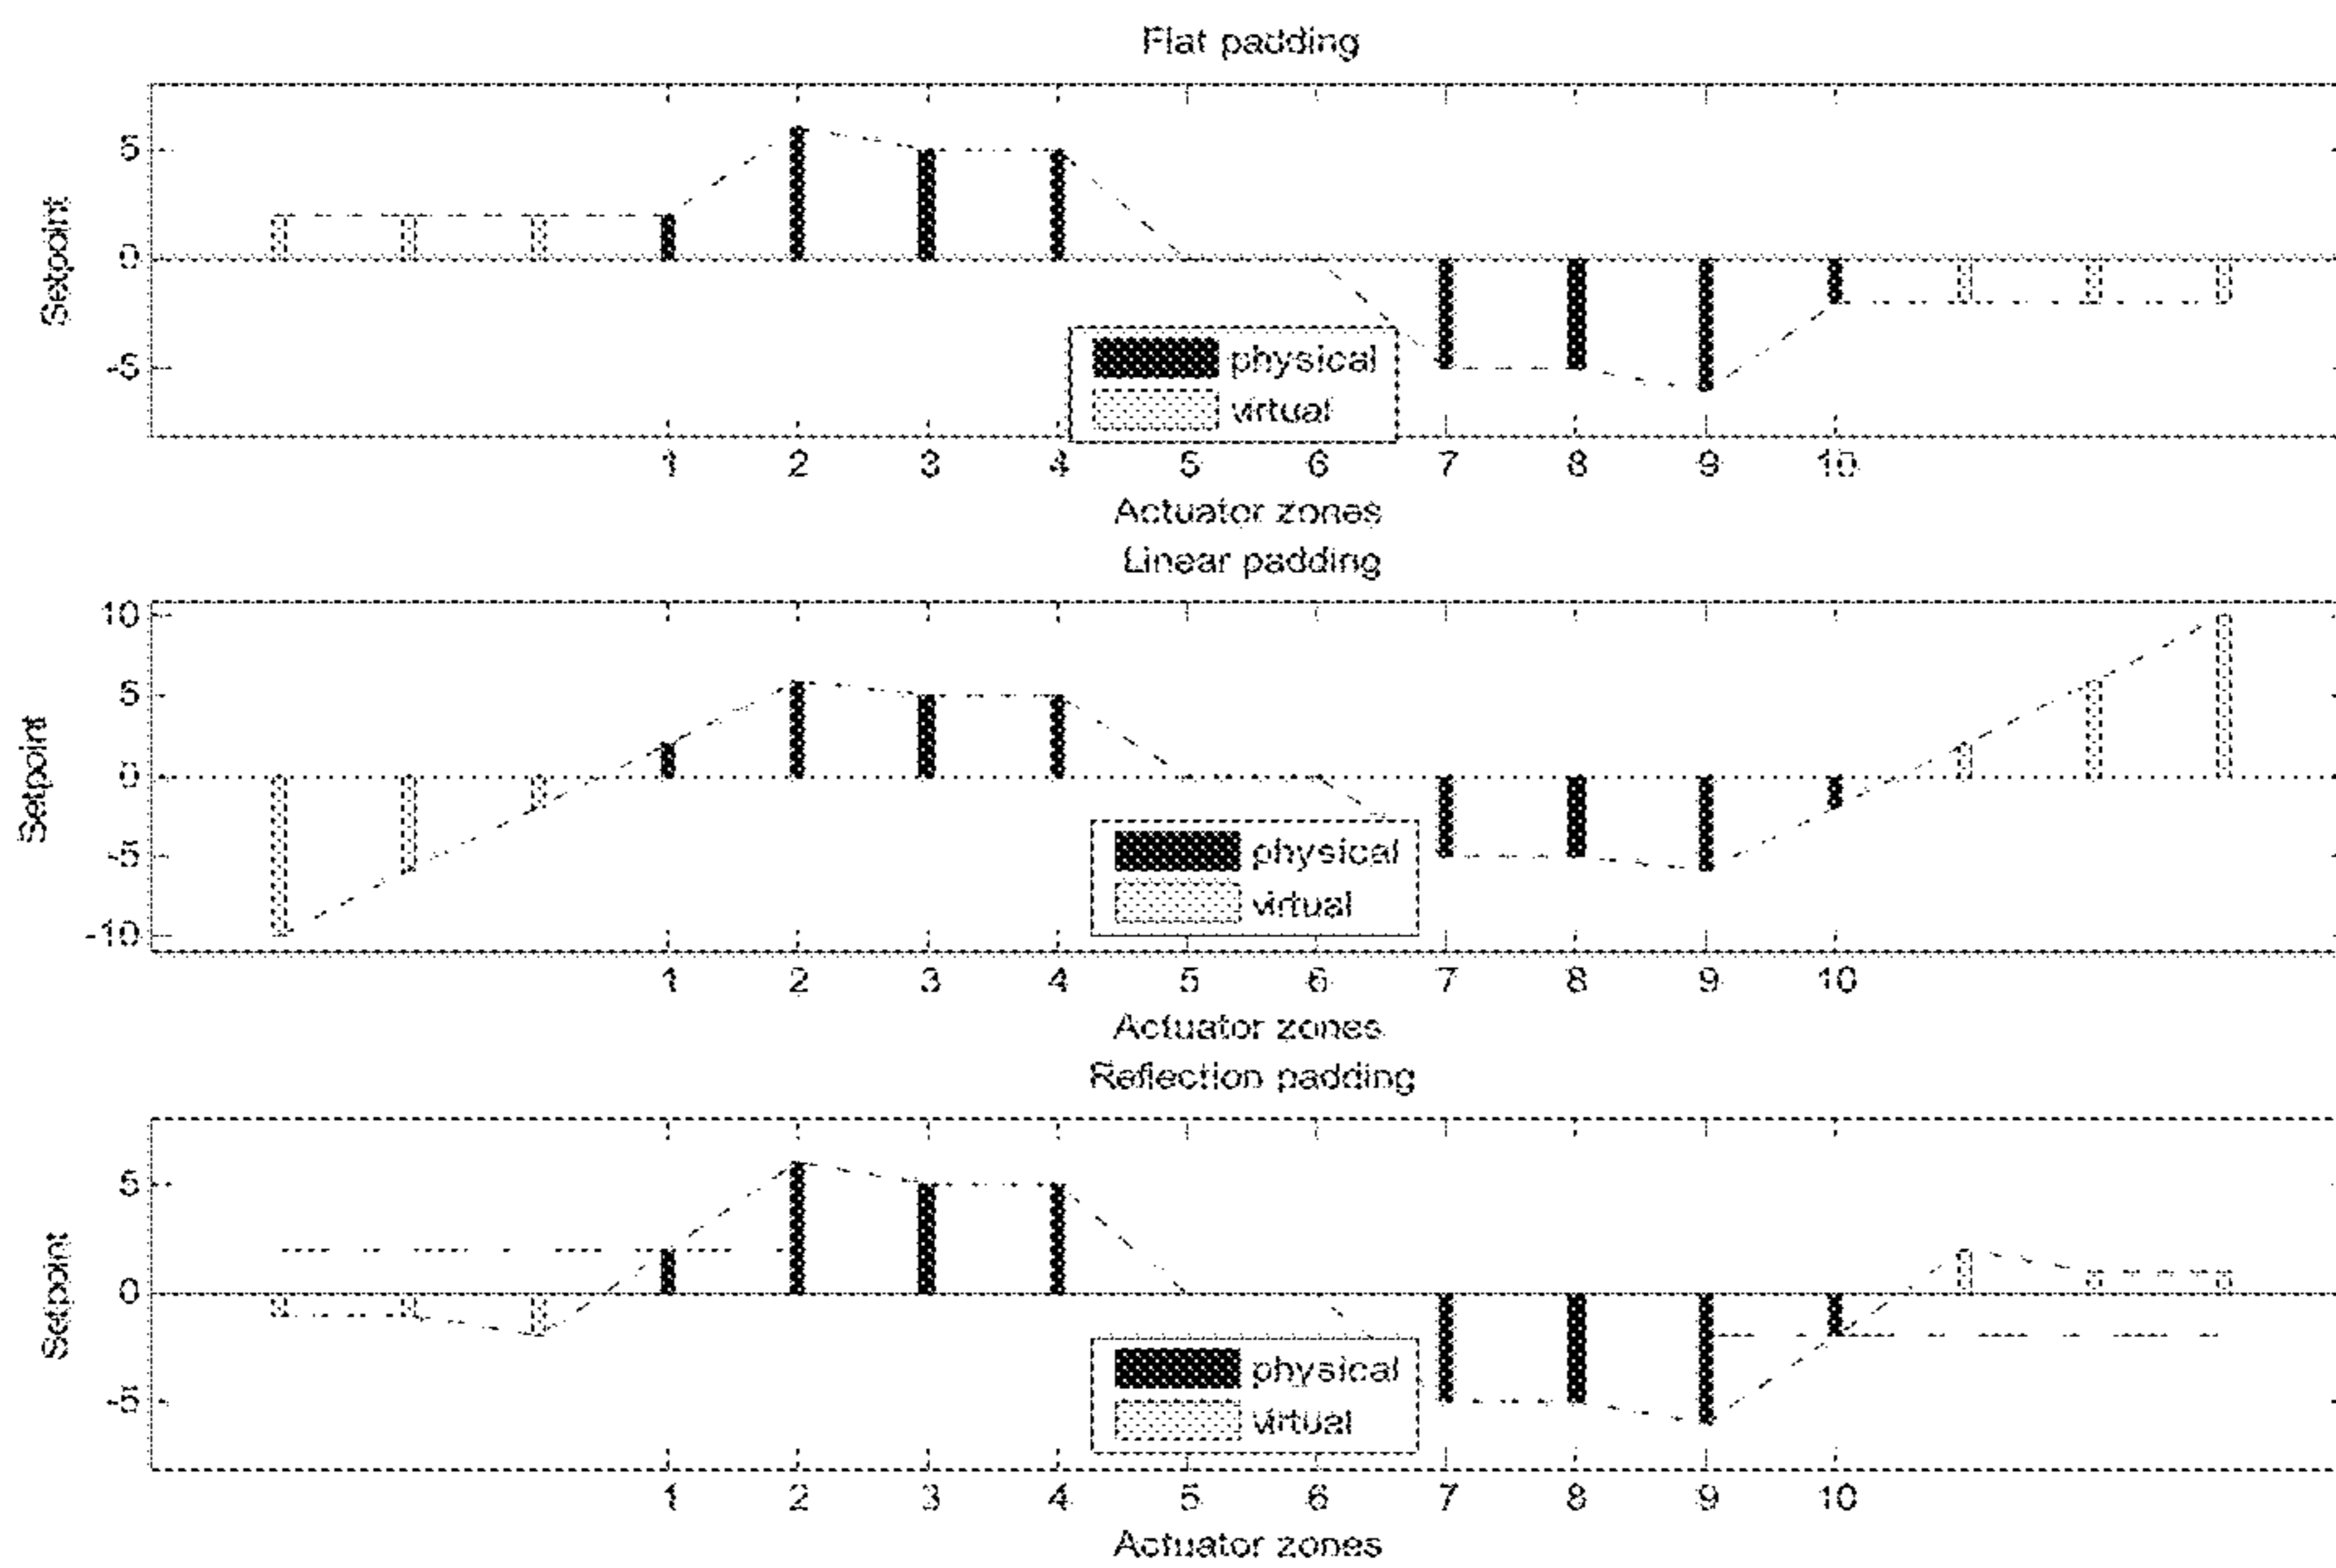 Flat padding
5
0
-5
Setpoint
physical
virtual
1 2 3 4 5 6 7 8 9 10
Actuator zones
Linear padding
10
5
0
-5
-10
Setpoint
physical
virtual
1 2 3 4 5 6 7 8 9 10
Actuator zones
Reflection padding
5
0
-5
Setpoint
physical
virtual
1 2 3 4 5 6 7 8 9 10
Actuator zones